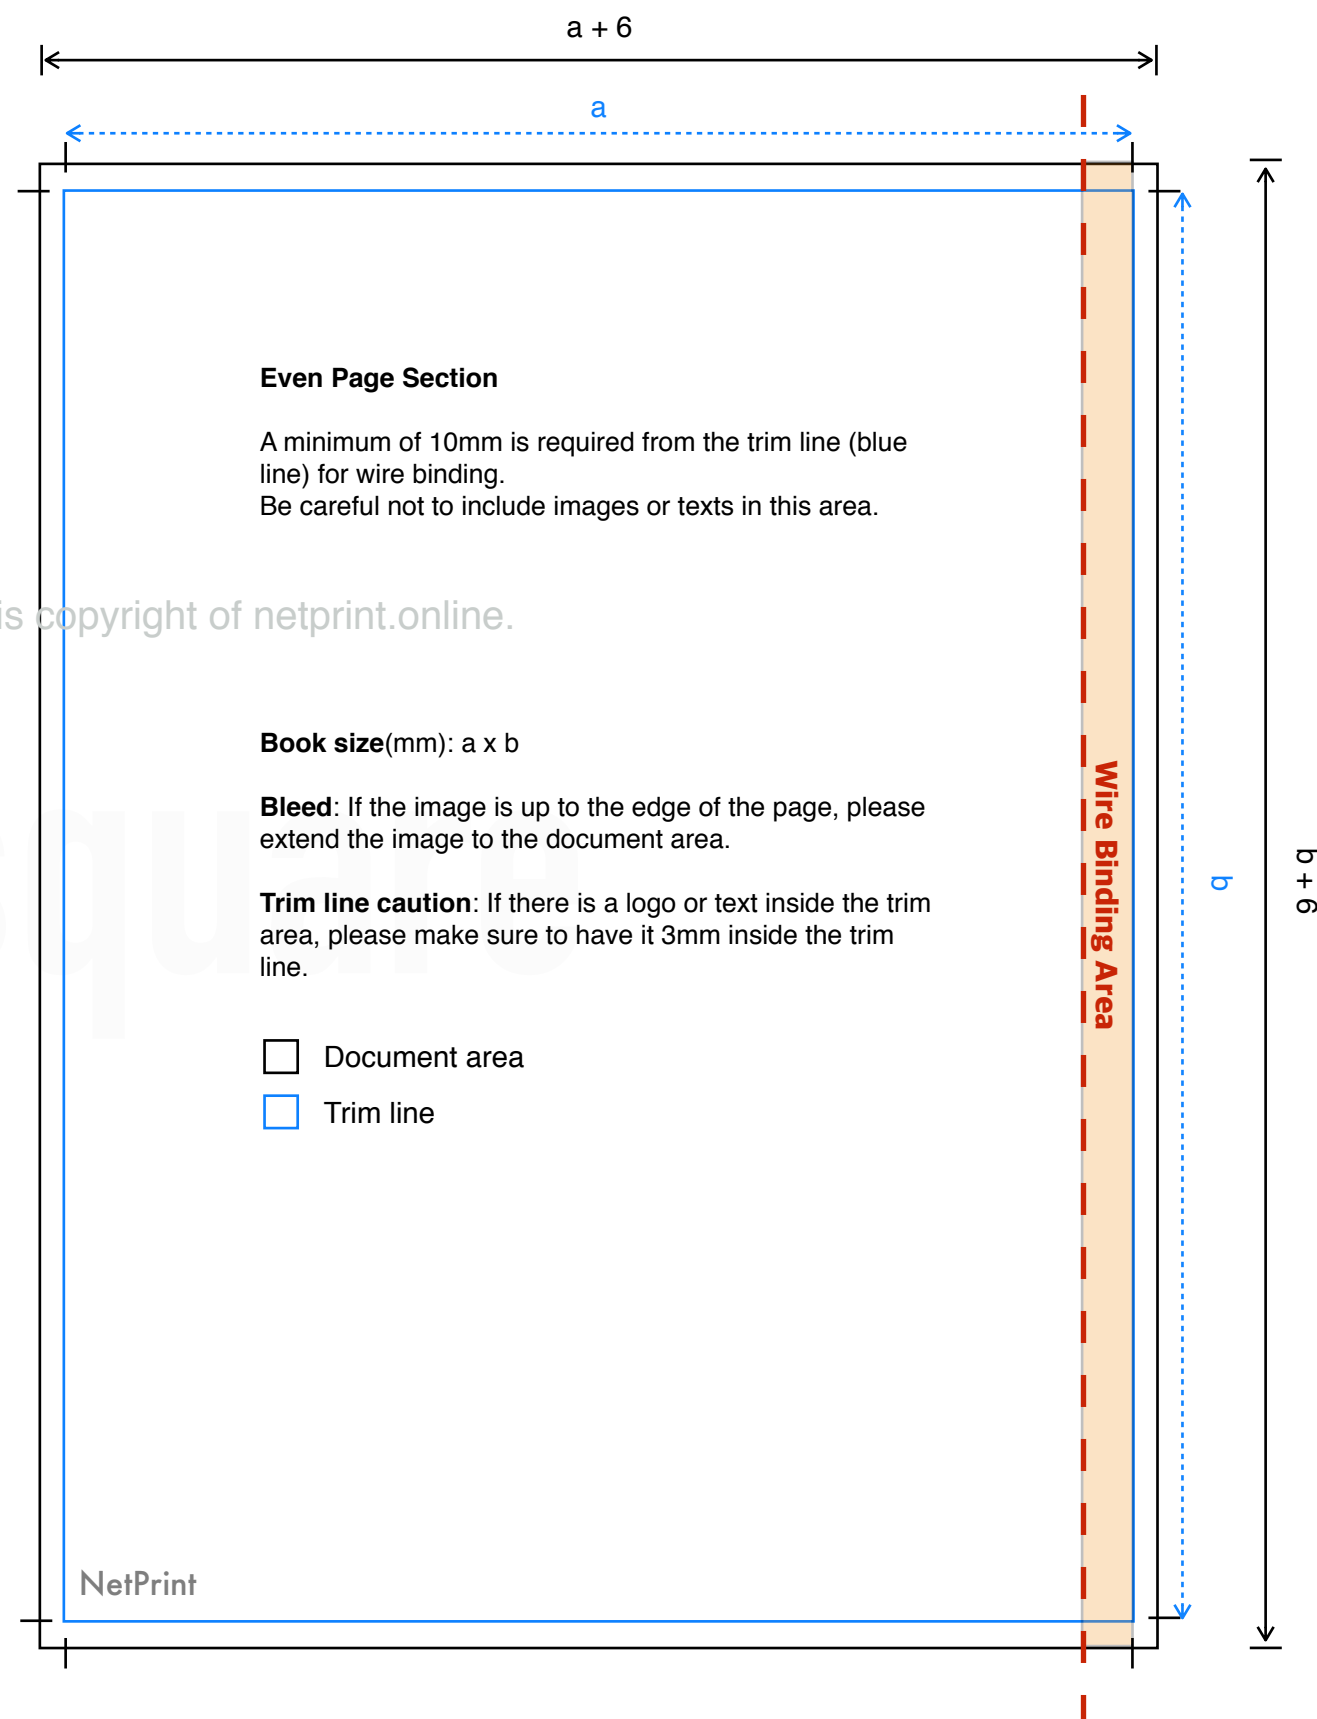 a + 6
a
Even Page Section
A minimum of 10mm is required from the trim line (blue
line) for wire binding.
Be careful not to include images or texts in this area.
is copyright of netprint.online.
Book size(mm): a x b
Bleed: If the image is up to the edge of the page, please
extend the image to the document area.
Trim line caution: If there is a logo or text inside the trim
area, please make sure to have it 3mm inside the trim
line.
Document area
Trim line
Wire Binding Area
b
b + 6
square
NetPrint